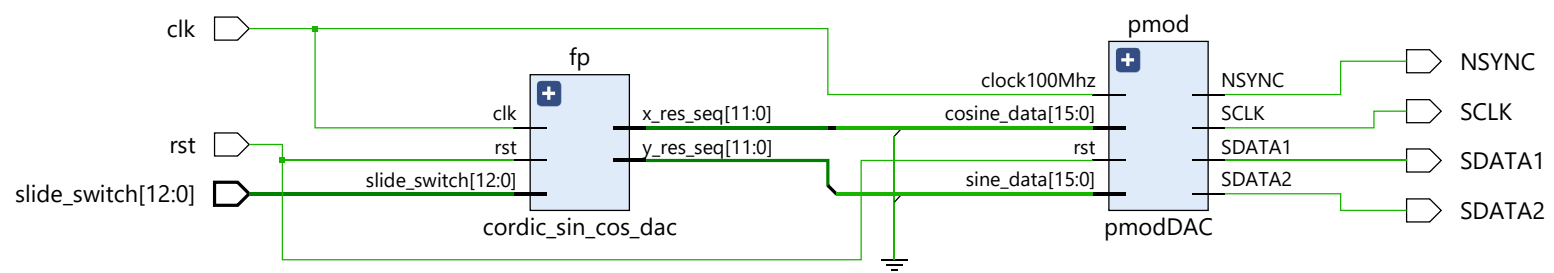 clk
rst
slide_switch[12:0]
fp
clk
rst
slide_switch[12:0]
x_res_seq[11:0]
y_res_seq[11:0]
cordic_sin_cos_dac
pmod
clock100Mhz
cosine_data[15:0]
rst
sine_data[15:0]
NSYNC
SCLK
SDATA1
SDATA2
pmodDAC
NSYNC
SCLK
SDATA1
SDATA2